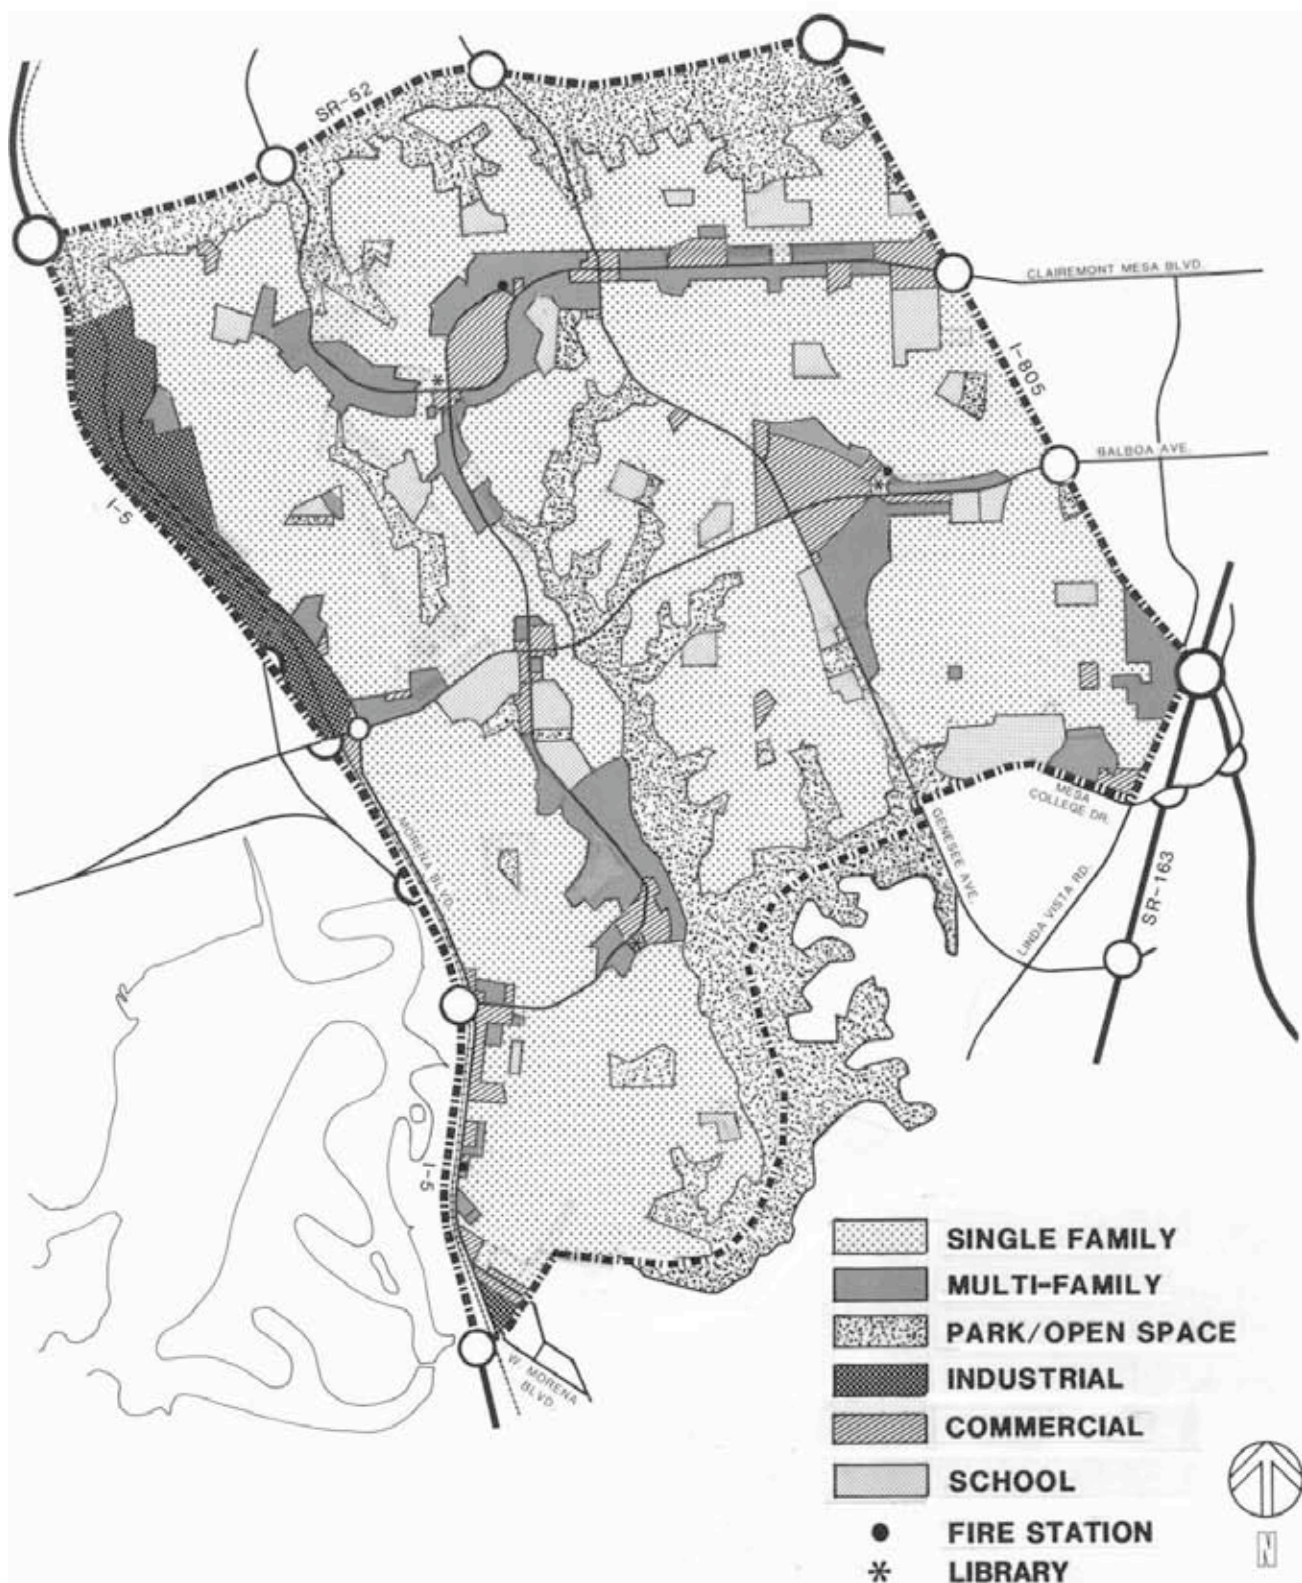 SR-52
CLAIREMONT MESA BLVD.
I-805
BALBOA AVE.
I-5
MORENA BLVD.
MESA
COLLEGE DR.
GENESEE AVE.
LINDA VISTA RD.
SR-163
I-5
W. MORENA
BLVD.
SINGLE FAMILY
MULTI-FAMILY
PARK/OPEN SPACE
INDUSTRIAL
COMMERCIAL
SCHOOL
FIRE STATION
LIBRARY
N